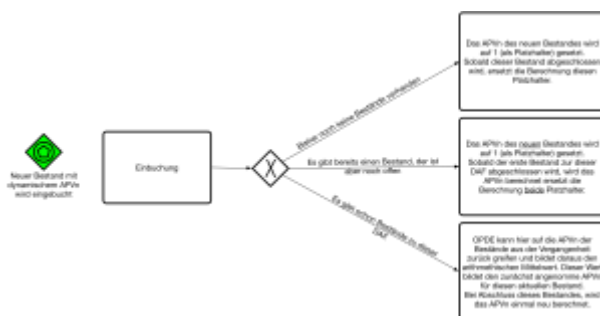 Neuer Bestand mit
dynamischem APVn
wird eingebucht
Einbuchung
X
Bisher noch keine Bestände vorhanden
Es gibt bereits einen Bestand, der ist
aber noch offen
Es gibt schon Bestände zu dieser
DAF
Das APVn des neuen Bestandes wird
auf 1 (als Platzhalter) gesetzt.
Sobald dieser Bestand abgeschlossen
wird, ersetzt die Berechnung diesen
Platzhalter.
Das APVn des neuen Bestandes wird
auf 1 (als Platzhalter) gesetzt.
Sobald der erste Bestand zur dieser
DAF abgeschlossen wird, wird das
APVn berechnet ersetzt die
Berechnung beide Platzhalter.
OPDE kann hier auf die APVn der
Bestände aus der Vergangenheit
zurück greifen und bildet daraus den
arithmetischen Mittelwert. Dieser Wert
bildet den zunächst angenomme APVn
für diesen aktuellen Bestand.
Bei Abschluss dieses Bestandes, wird
das APVn einmal neu berechnet.